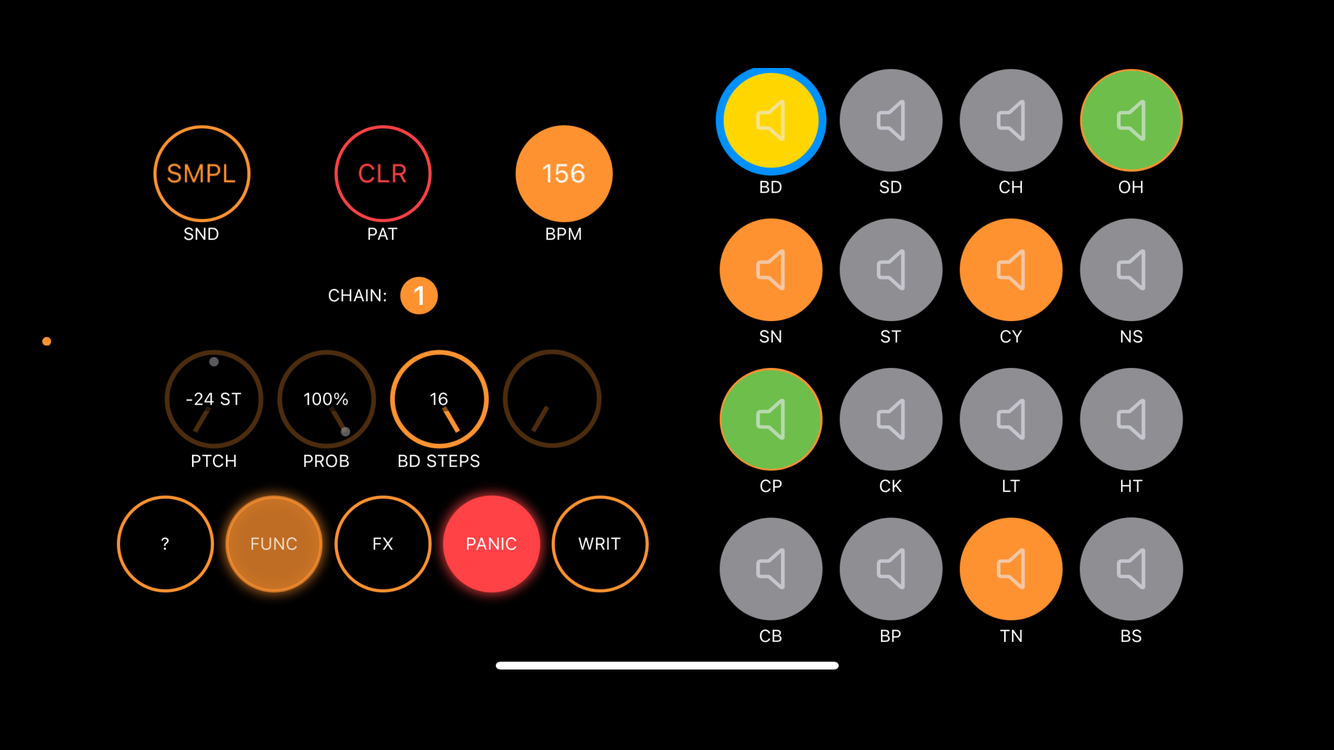 SMPL
SND
CLR
PAT
156
BPM
CHAIN: 1
-24 ST
PTCH
100%
PROB
16
BD STEPS
?
FUNC
FX
PANIC
WRIT
BD
SD
CH
OH
SN
ST
CY
NS
CP
CK
LT
HT
CB
BP
TN
BS